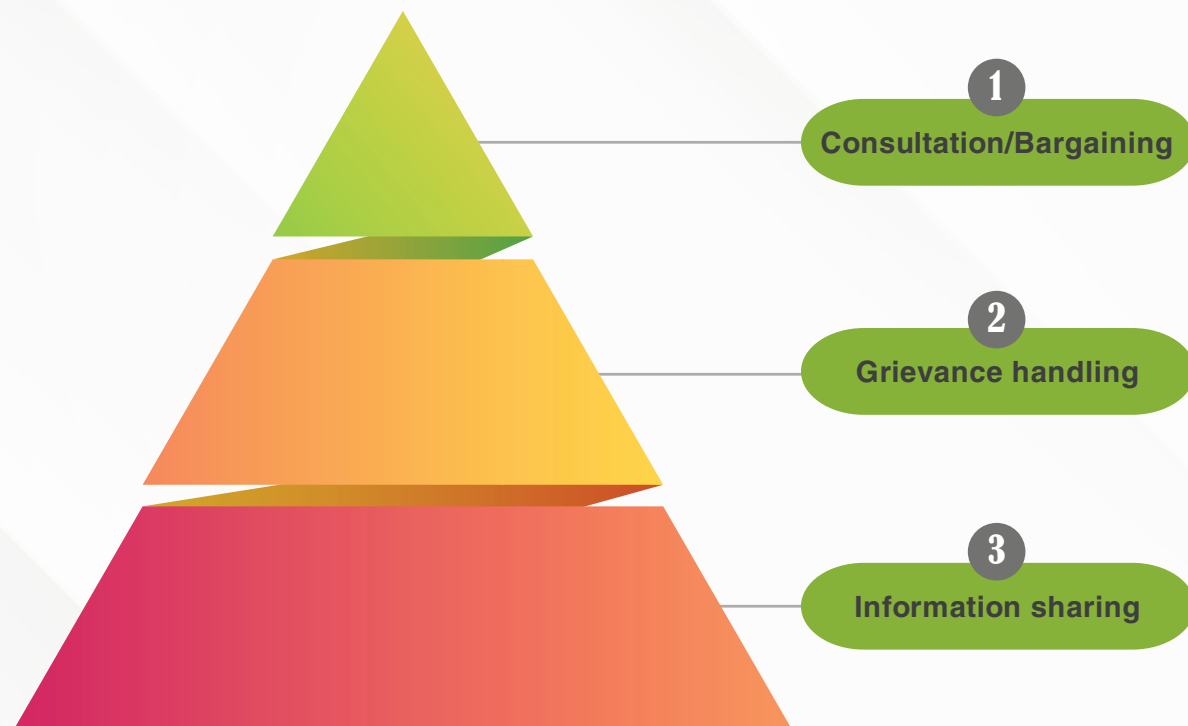 1
Consultation/Bargaining
2
Grievance handling
3
Information sharing